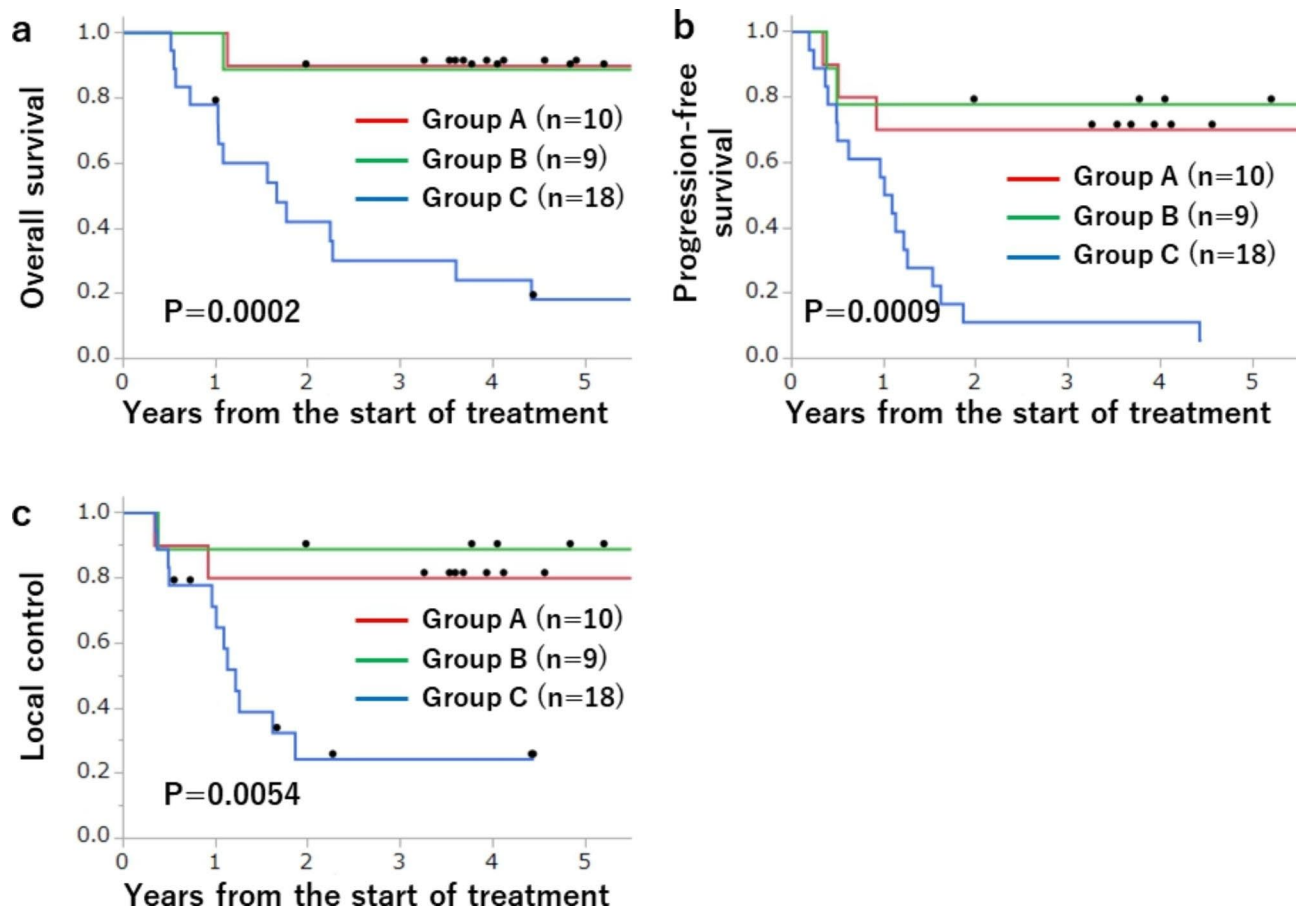 a
Overall survival
1.0
0.8
0.6
0.4
0.2
0.0
Group A (n=10)
Group B (n=9)
Group C (n=18)
P=0.0002
0 1 2 3 4 5
Years from the start of treatment
b
Progression-free
survival
1.0
0.8
0.6
0.4
0.2
0.0
Group A (n=10)
Group B (n=9)
Group C (n=18)
P=0.0009
0 1 2 3 4 5
Years from the start of treatment
c
Local control
1.0
0.8
0.6
0.4
0.2
0.0
Group A (n=10)
Group B (n=9)
Group C (n=18)
P=0.0054
0 1 2 3 4 5
Years from the start of treatment